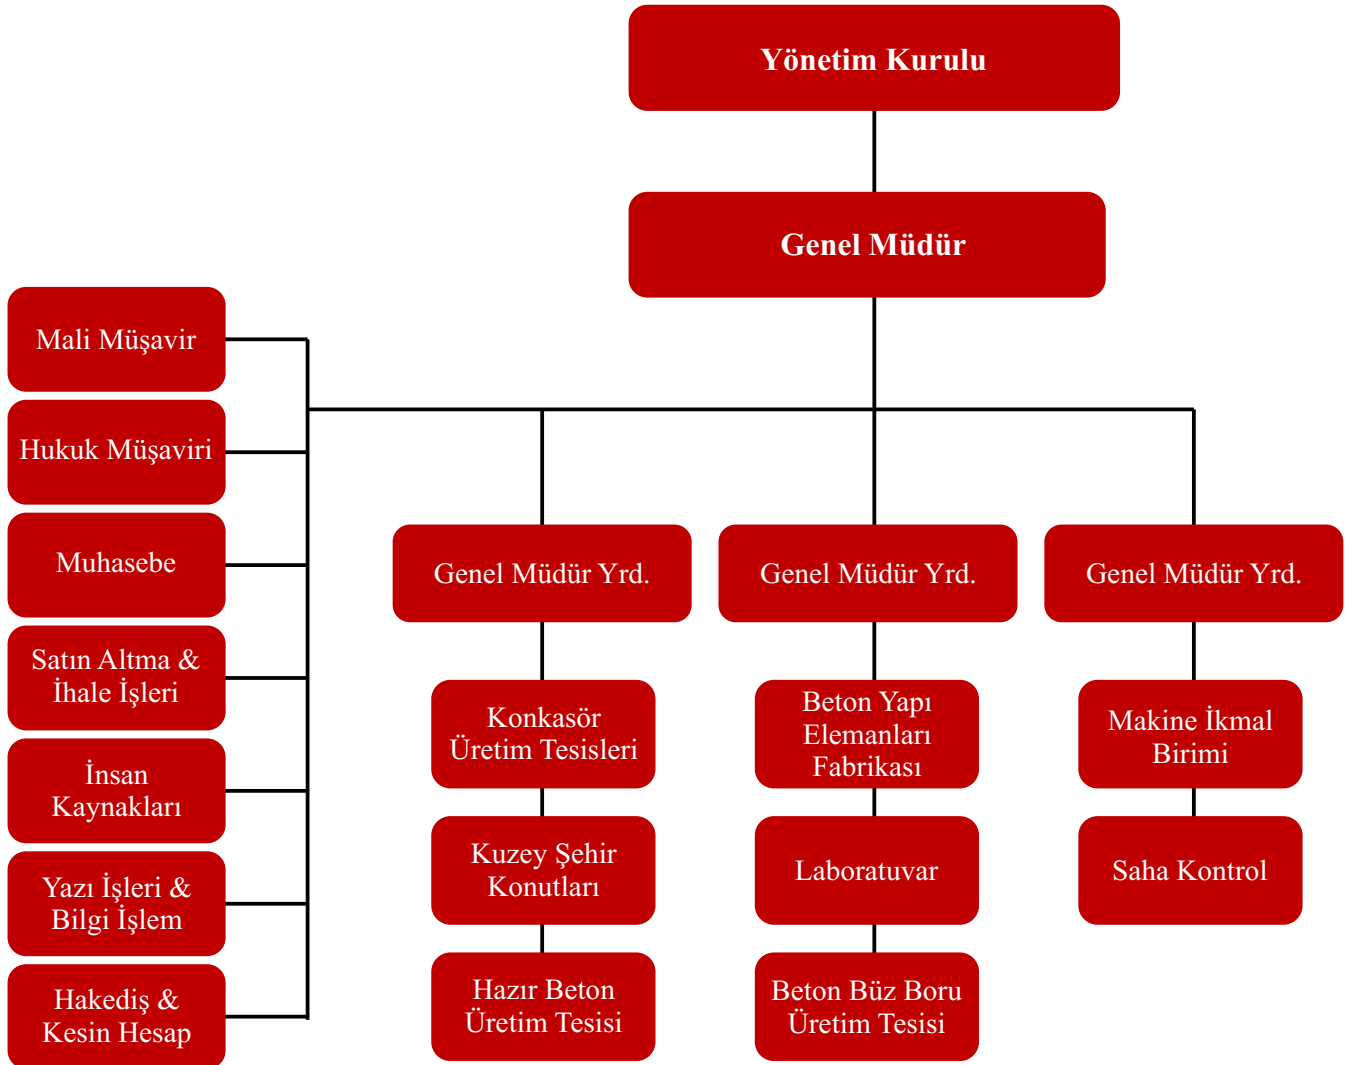 Yönetim Kurulu
Genel Müdür
Mali Müşavir
Hukuk Müşaviri
Muhasebe
Satın Altma &
İhale İşleri
İnsan
Kaynakları
Yazı İşleri &
Bilgi İşlem
Hakediş &
Kesin Hesap
Genel Müdür Yrd.
Konkasör
Üretim Tesisleri
Kuzey Şehir
Konutları
Hazır Beton
Üretim Tesisi
Genel Müdür Yrd.
Beton Yapı
Elemanları
Fabrikası
Laboratuvar
Beton Büz Boru
Üretim Tesisi
Genel Müdür Yrd.
Makine İkmal
Birimi
Saha Kontrol